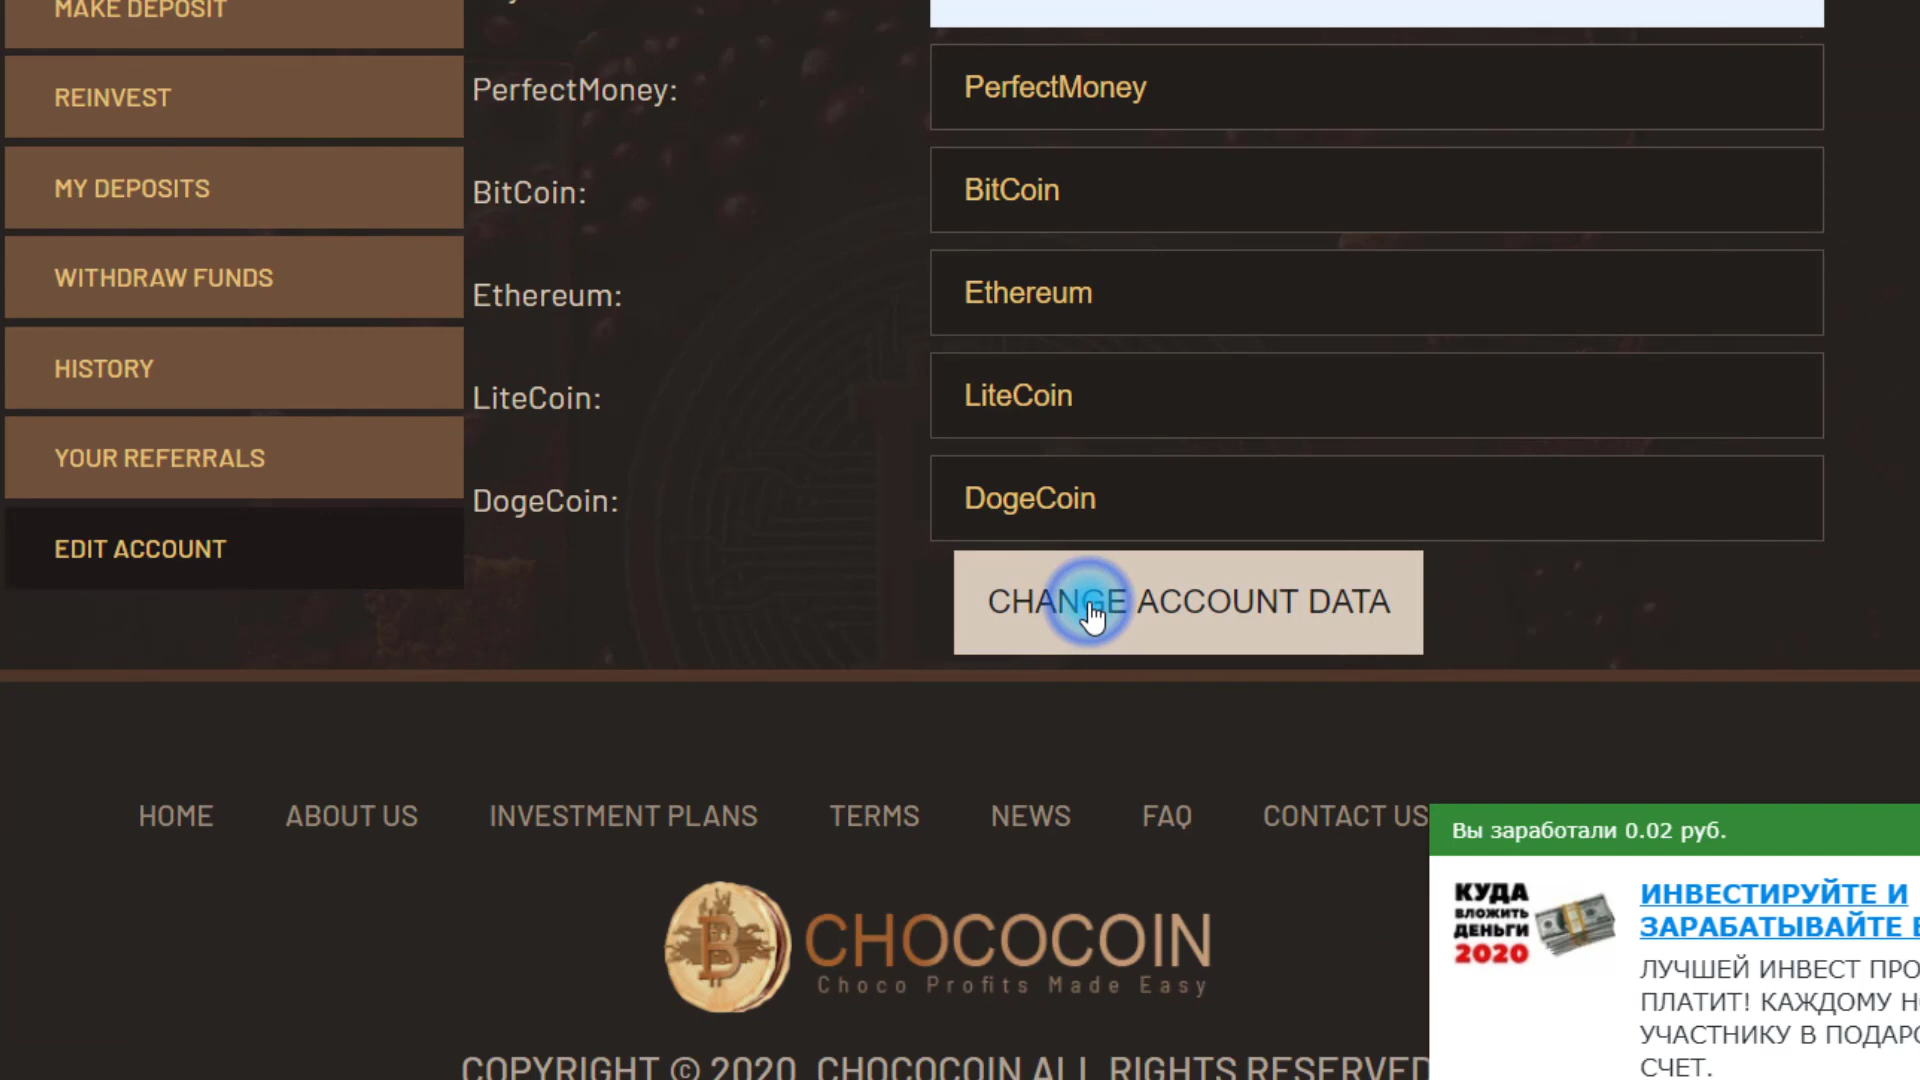 MAKE DEPOSIT
REINVEST
MY DEPOSITS
WITHDRAW FUNDS
HISTORY
YOUR REFERRALS
EDIT ACCOUNT
PerfectMoney:
PerfectMoney
BitCoin:
BitCoin
Ethereum:
Ethereum
LiteCoin:
LiteCoin
DogeCoin:
DogeCoin
CHANGE ACCOUNT DATA
HOME ABOUT US INVESTMENT PLANS TERMS NEWS FAQ CONTACT US
CHOCOCOIN
Choco Profits Made Easy
COPYRIGHT © 2020 CHOCOCOIN ALL RIGHTS RESERVED
Вы заработали 0.02 руб.
КУДА
ВЛОЖИТЬ
ДЕНЬГИ
2020
ИНВЕСТИРУЙТЕ И
ЗАРАБАТЫВАЙТЕ
ЛУЧШЕЙ ИНВЕСТ ПРО
ПЛАТИТ! КАЖДОМУ Н
УЧАСТНИКУ В ПОДАР
СЧЕТ.